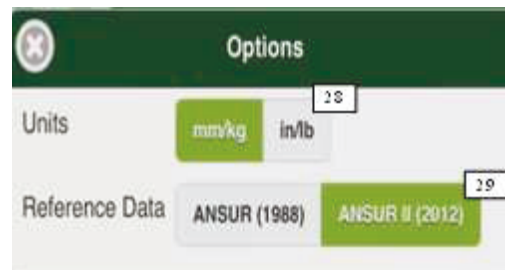 Options
28
Units mm/kg in/lb
29
Reference Data ANSUR (1988) ANSUR II (2012)